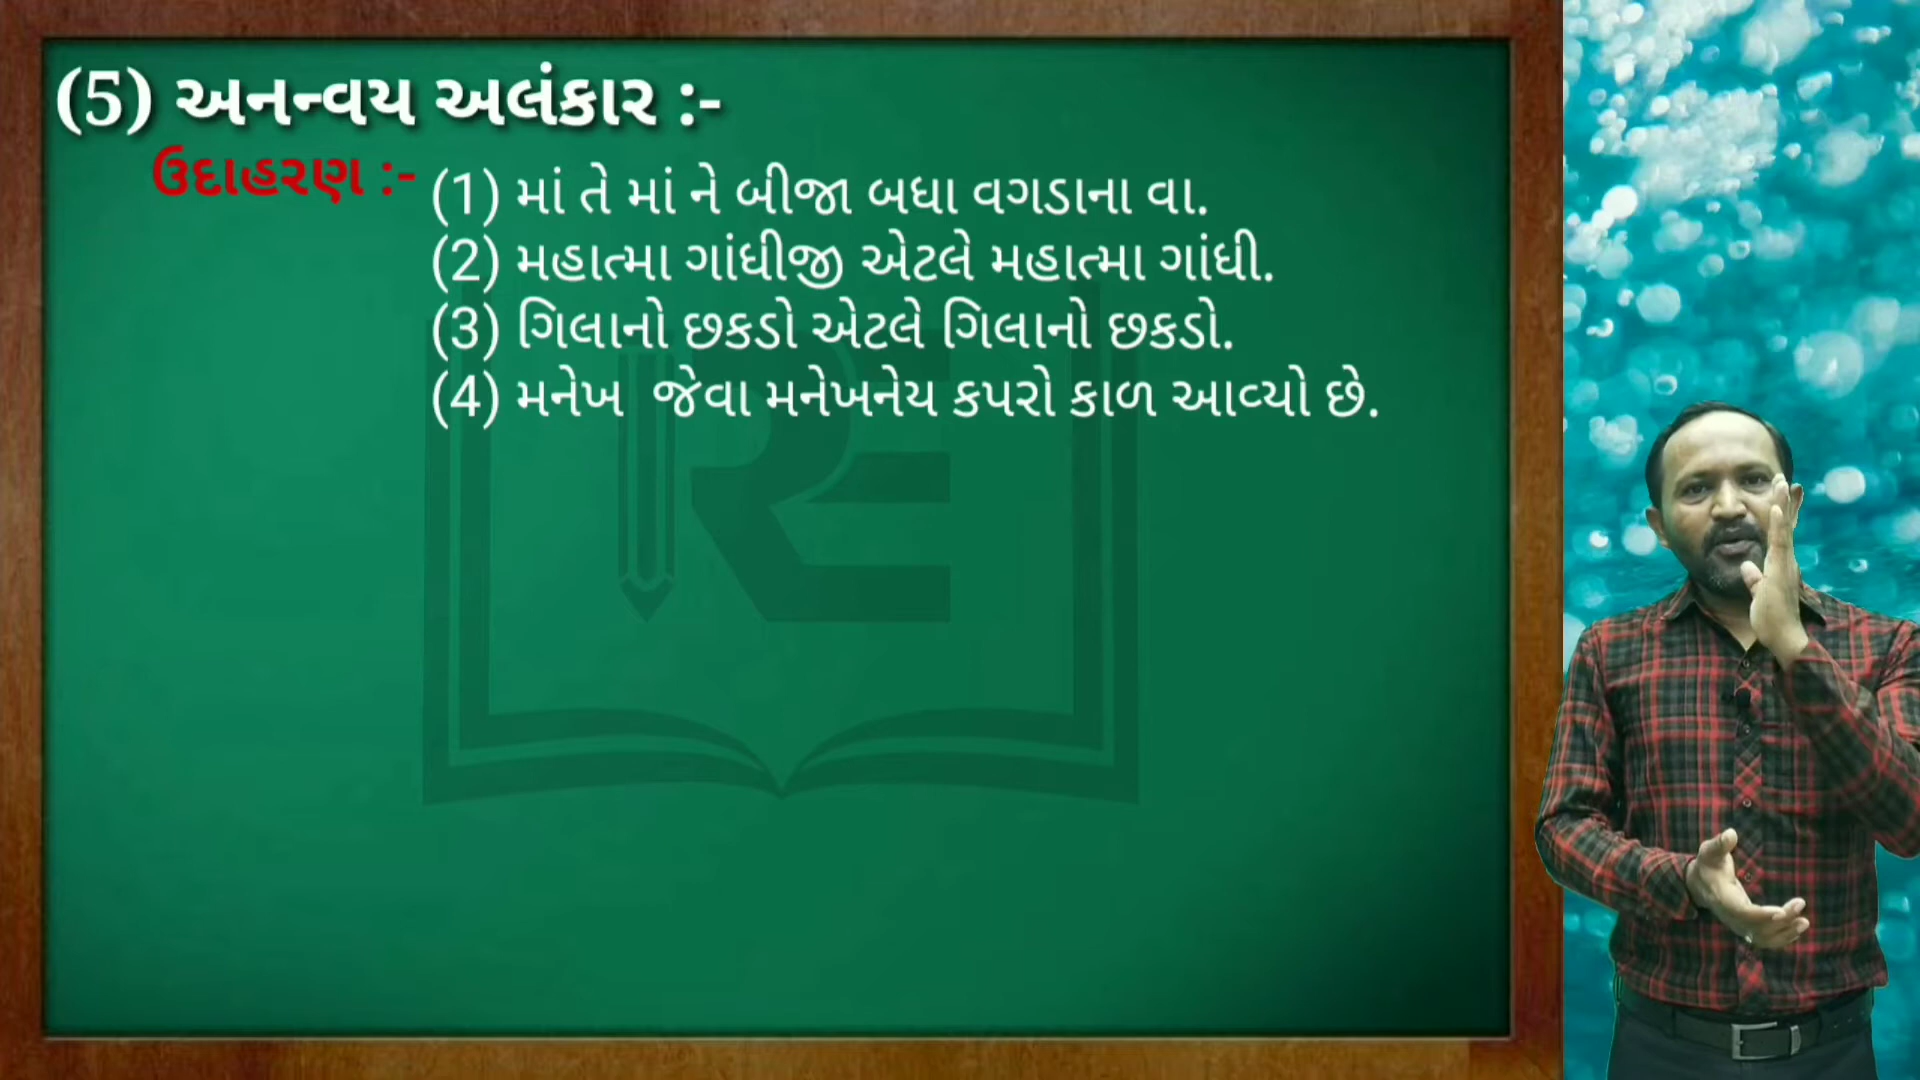 (5) અનન્વય અલંકાર :-
ઉદાહરણ :- (1) માં તે માં ને બીજા બધા વગડાના વા.
(2) મહાત્મા ગાંધીજી એટલે મહાત્મા ગાંધી.
(3) ગિલાનો છકડો એટલે ગિલાનો છકડો.
(4) મનેખ જેવા મનેખનેય કપરો કાળ આવ્યો છે.